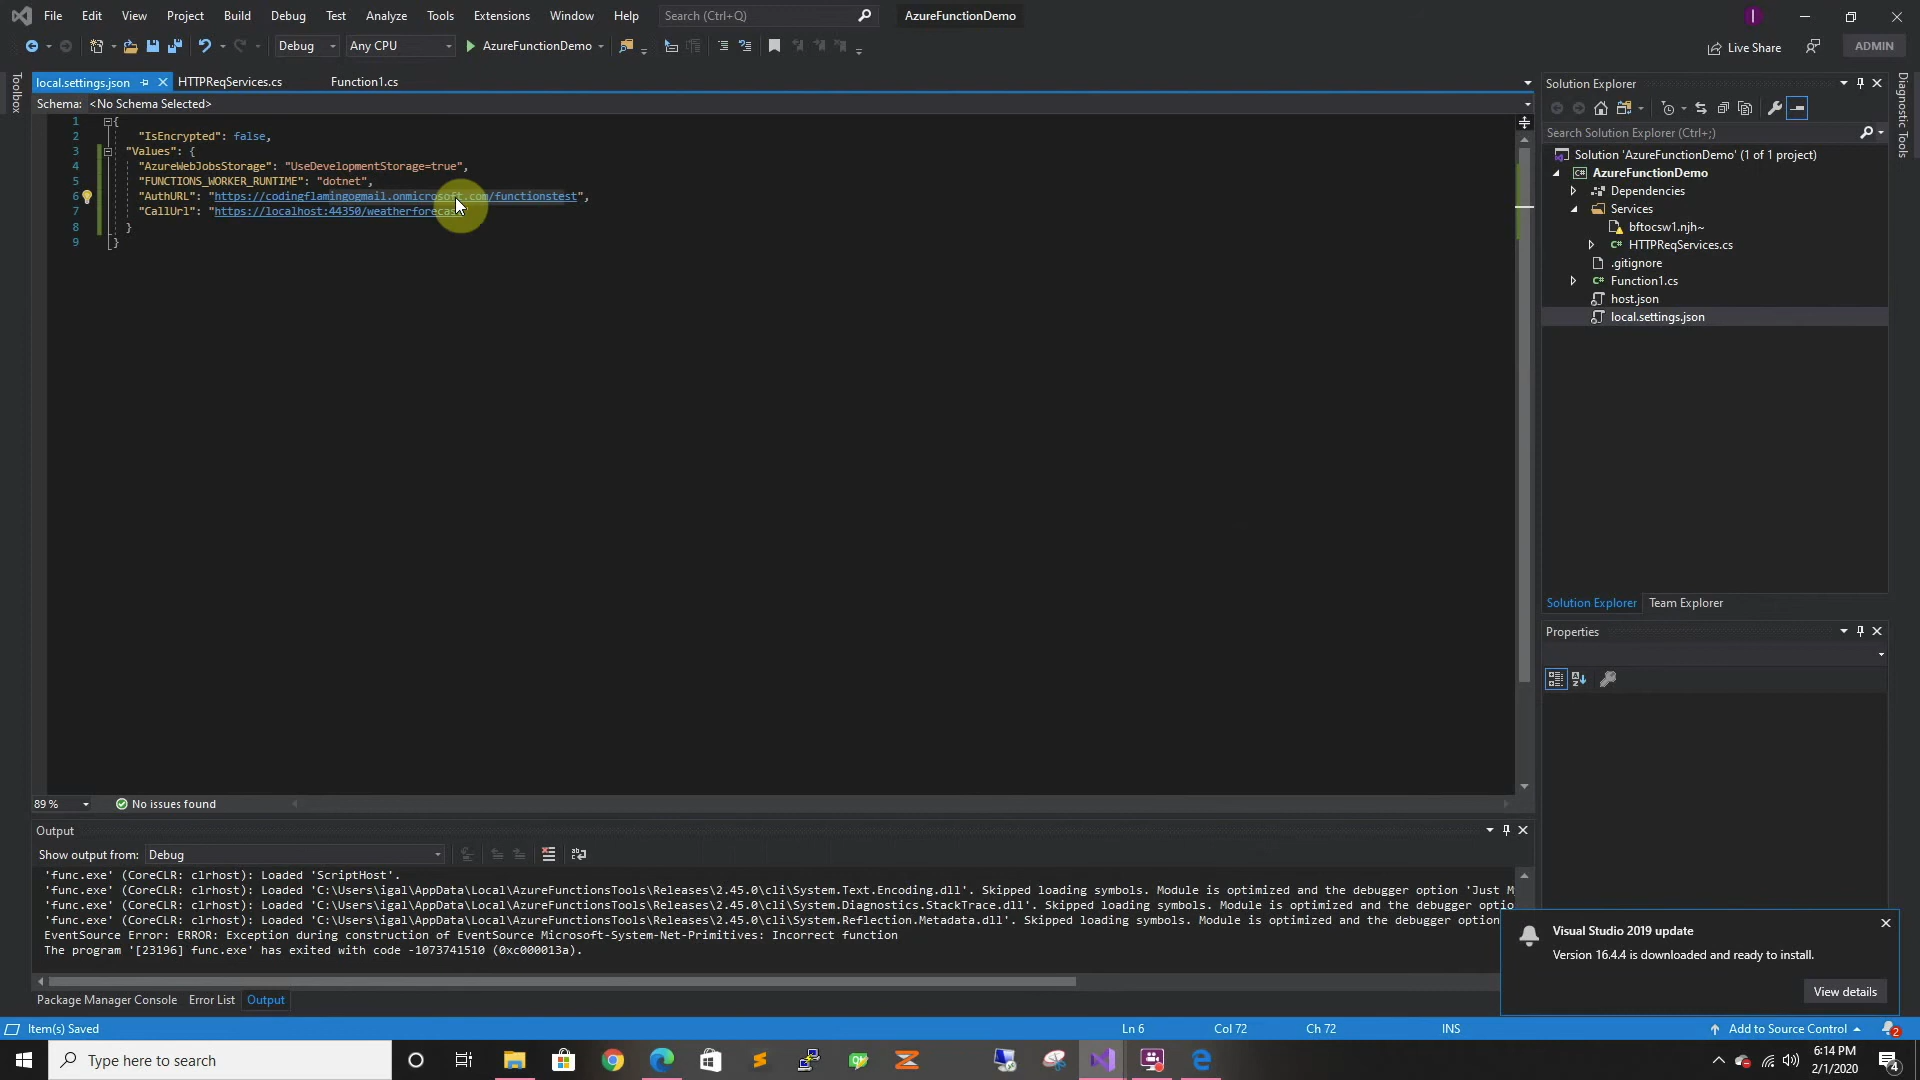 File Edit View Project Build Debug Test Analyze Tools Extensions Window Help Search (Ctrl+Q) AzureFunctionDemo
Debug Any CPU AzureFunctionDemo Live Share ADMIN
Toolbox
local.settings.json HTTPReqServices.cs Function1.cs
Schema: <No Schema Selected>
1 {
2 "IsEncrypted": false,
3 "Values": {
4 "AzureWebJobsStorage": "UseDevelopmentStorage=true",
5 "FUNCTIONS_WORKER_RUNTIME": "dotnet",
6 "AuthURL": "https://codingflamingogmail.onmicrosoft.com/functionstest",
7 "CallUrl": "https://localhost:44350/weatherforecas
8 }
9 }
89 % No issues found
Output
Show output from: Debug
'func.exe' (CoreCLR: clrhost): Loaded 'ScriptHost'.
'func.exe' (CoreCLR: clrhost): Loaded 'C:\Users\igal\AppData\Local\AzureFunctionsTools\Releases\2.45.0\cli\System.Text.Encoding.dll'. Skipped loading symbols. Module is optimized and the debugger option 'Just M
'func.exe' (CoreCLR: clrhost): Loaded 'C:\Users\igal\AppData\Local\AzureFunctionsTools\Releases\2.45.0\cli\System.Diagnostics.StackTrace.dll'. Skipped loading symbols. Module is optimized and the debugger optio
'func.exe' (CoreCLR: clrhost): Loaded 'C:\Users\igal\AppData\Local\AzureFunctionsTools\Releases\2.45.0\cli\System.Reflection.Metadata.dll'. Skipped loading symbols. Module is optimized and the debugger option
EventSource Error: ERROR: Exception during construction of EventSource Microsoft-System-Net-Primitives: Incorrect function
The program '[23196] func.exe' has exited with code -1073741510 (0xc000013a).
Package Manager Console Error List Output
Solution Explorer
Search Solution Explorer (Ctrl+;)
Solution 'AzureFunctionDemo' (1 of 1 project)
AzureFunctionDemo
Dependencies
Services
bftocsw1.njh~
C# HTTPReqServices.cs
.gitignore
C# Function1.cs
host.json
local.settings.json
Solution Explorer Team Explorer
Properties
Diagnostic Tools
Visual Studio 2019 update
Version 16.4.4 is downloaded and ready to install.
View details
Item(s) Saved Ln 6 Col 72 Ch 72 INS Add to Source Control 2
Type here to search
6:14 PM
2/1/2020
4